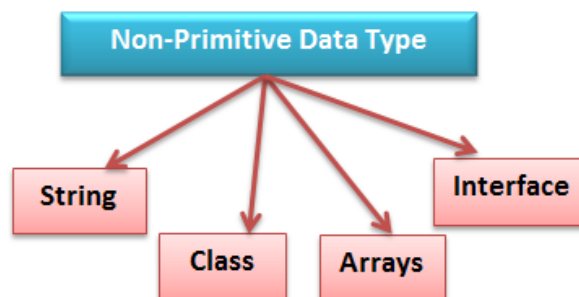 Non-Primitive Data Type
String
Interface
Class
Arrays